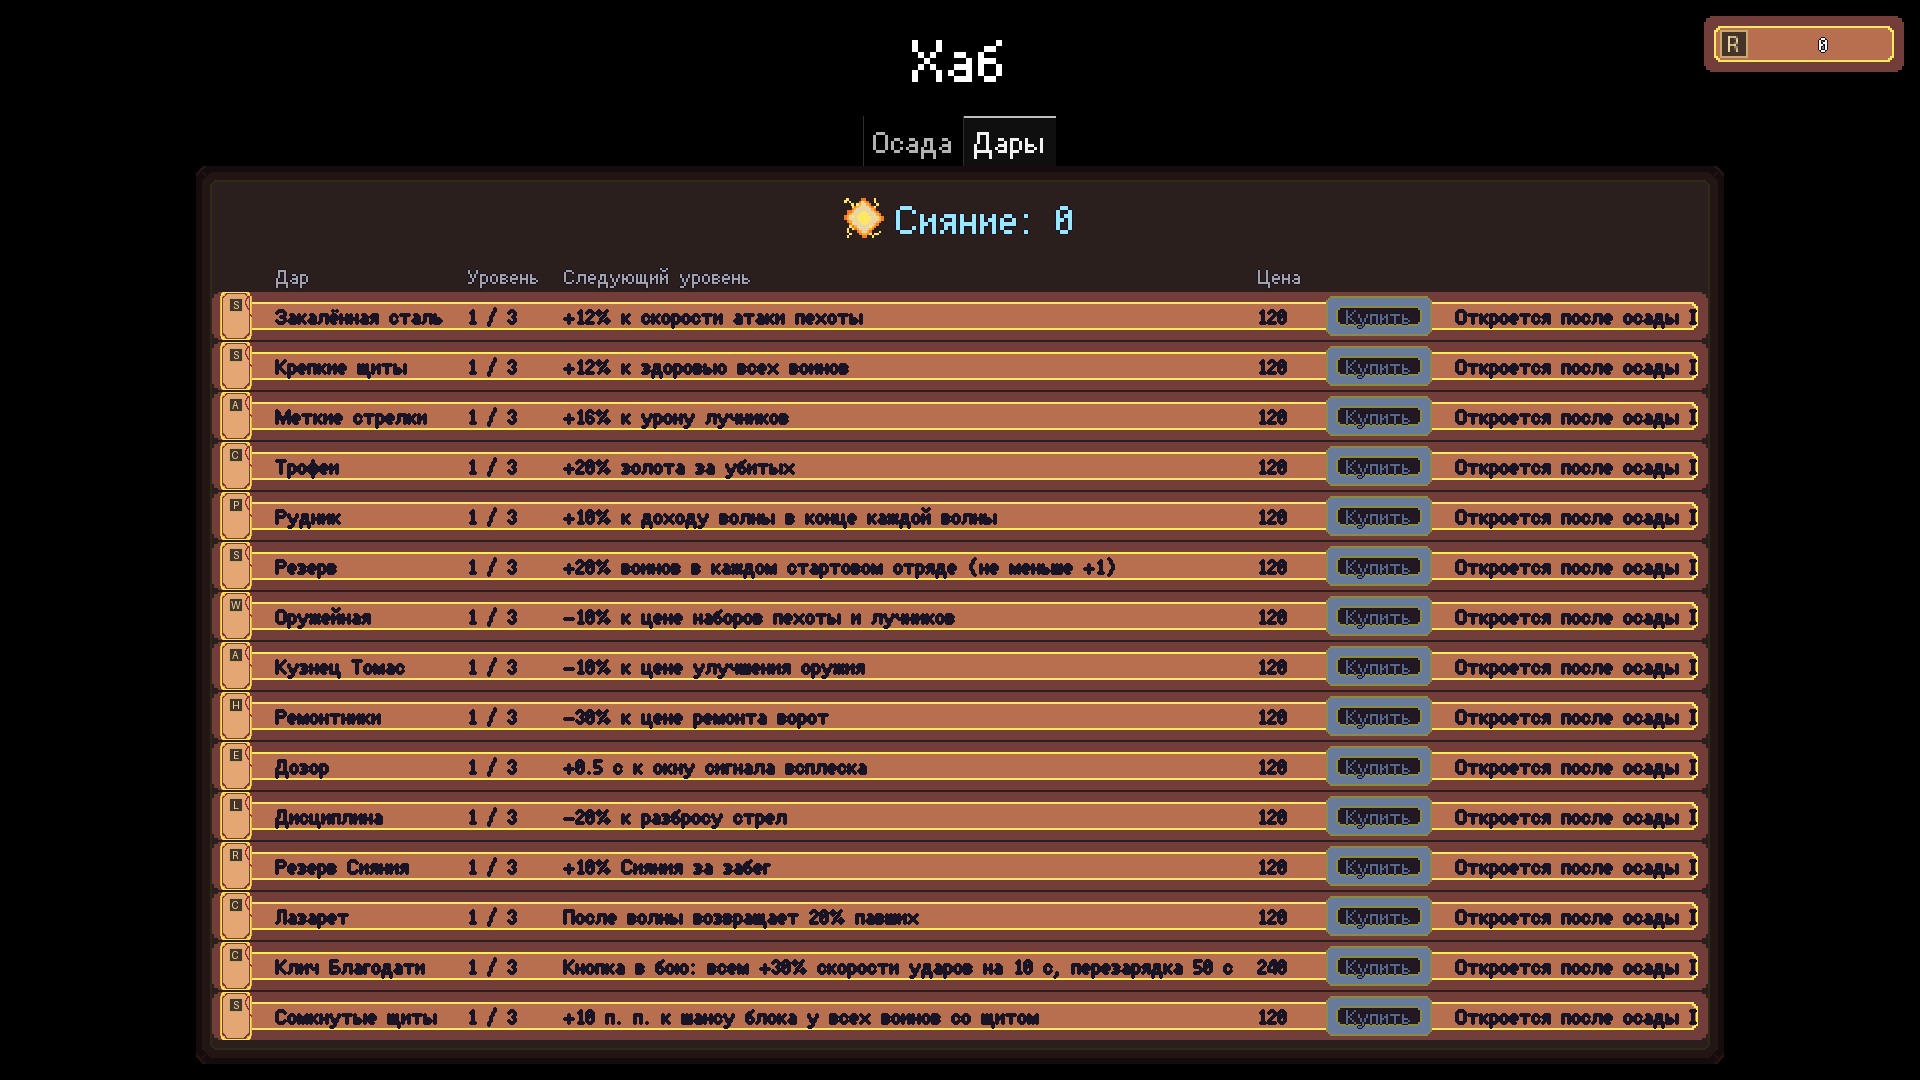 Хаб
R 0
Осада Дары
Сияние: 0
Дар Уровень Следующий уровень Цена
S Закалённая сталь 1 / 3 +12% к скорости атаки пехоты 120 Купить Откроется после осады I
S Крепкие щиты 1 / 3 +12% к здоровью всех воинов 120 Купить Откроется после осады I
A Меткие стрелки 1 / 3 +16% к урону лучников 120 Купить Откроется после осады I
C Трофеи 1 / 3 +20% золота за убитых 120 Купить Откроется после осады I
P Рудник 1 / 3 +10% к доходу волны в конце каждой волны 120 Купить Откроется после осады I
S Резерв 1 / 3 +20% воинов в каждом стартовом отряде (не меньше +1) 120 Купить Откроется после осады I
W Оружейная 1 / 3 -10% к цене наборов пехоты и лучников 120 Купить Откроется после осады I
A Кузнец Томас 1 / 3 -10% к цене улучшения оружия 120 Купить Откроется после осады I
H Ремонтники 1 / 3 -30% к цене ремонта ворот 120 Купить Откроется после осады I
E Дозор 1 / 3 +0.5 с к окну сигнала всплеска 120 Купить Откроется после осады I
L Дисциплина 1 / 3 -20% к разбросу стрел 120 Купить Откроется после осады I
R Резерв Сияния 1 / 3 +10% Сияния за забег 120 Купить Откроется после осады I
C Лазарет 1 / 3 После волны возвращает 20% павших 120 Купить Откроется после осады I
C Клич Благодати 1 / 3 Кнопка в бою: всем +30% скорости ударов на 10 с, перезарядка 50 с 240 Купить Откроется после осады I
S Сомкнутые щиты 1 / 3 +10 п. п. к шансу блока у всех воинов со щитом 120 Купить Откроется после осады I